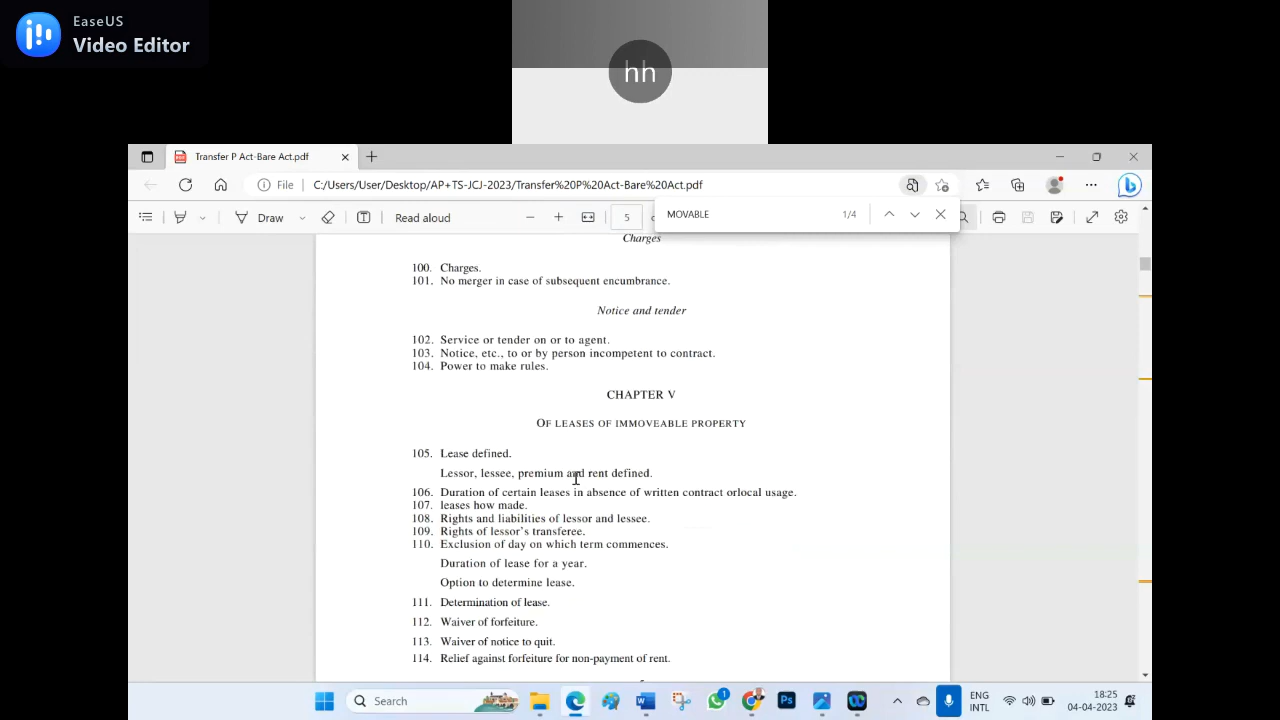 EaseUS
Video Editor
hh
Transfer P Act-Bare Act.pdf
File
C:/Users/User/Desktop/AP+TS-JCJ-2023/Transfer%20P%20Act-Bare%20Act.pdf
MOVABLE
1/4
Draw
Read aloud
5
Charges
100. Charges.
101. No merger in case of subsequent encumbrance.
Notice and tender
102. Service or tender on or to agent.
103. Notice, etc., to or by person incompetent to contract.
104. Power to make rules.
CHAPTER V
OF LEASES OF IMMOVEABLE PROPERTY
105. Lease defined.
Lessor, lessee, premium and rent defined.
106. Duration of certain leases in absence of written contract orlocal usage.
107. leases how made.
108. Rights and liabilities of lessor and lessee.
109. Rights of lessor's transferee.
110. Exclusion of day on which term commences.
Duration of lease for a year.
Option to determine lease.
111. Determination of lease.
112. Waiver of forfeiture.
113. Waiver of notice to quit.
114. Relief against forfeiture for non-payment of rent.
Search
1
Ps
ENG
INTL
18:25
04-04-2023